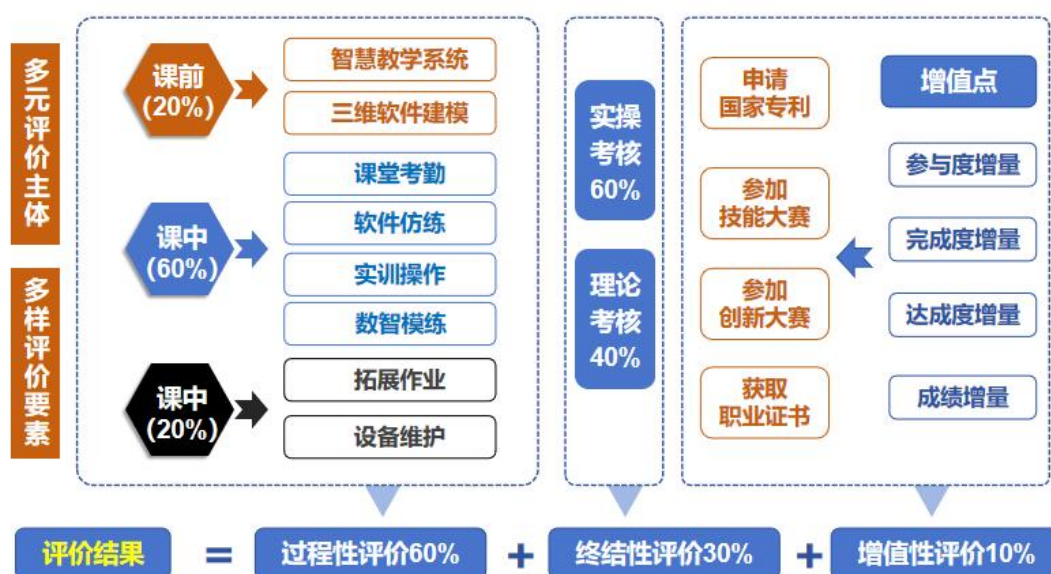 多元评价主体
多样评价要素
课前
(20%)
智慧教学系统
三维软件建模
课中
(60%)
课堂考勤
软件仿练
实训操作
数智模练
课中
(20%)
拓展作业
设备维护
实操
考核
60%
理论
考核
40%
申请
国家专利
参加
技能大赛
参加
创新大赛
获取
职业证书
增值点
参与度增量
完成度增量
达成度增量
成绩增量
评价结果 = 过程性评价60% + 终结性评价30% + 增值性评价10%